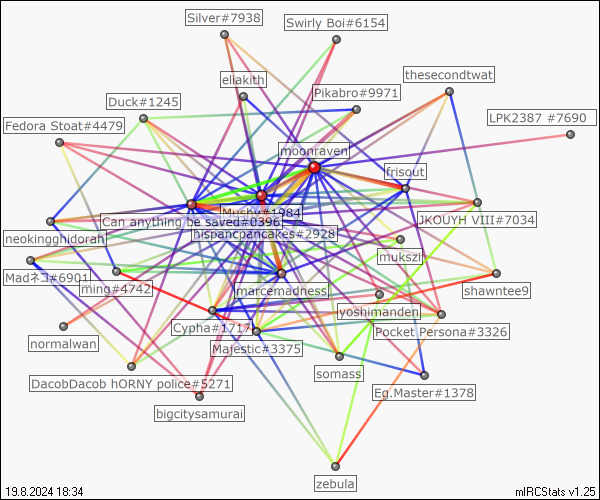 Silver#7938
Swirly Boi#6154
eliakith
thesecondtwat
Pikabro#9971
Duck#1245
LPK2387 #7690
Fedora Stoat#4479
moonraven
frisout
Musby#1984
Can anything be saved#0396
JKOUYH VIII#7034
hispancpancakes#2928
neokingghidorah
mukszii
Madネコ#6901
ming#4742
marcemadness
shawntee9
yoshimanden
Cypha#1717
Pocket Persona#3326
normalwan
Majestic#3375
somass
DacobDacob hORNY police#5271
Eg.Master#1378
bigcitysamurai
zebula
19.8.2024 18:34
mIRCStats v1.25